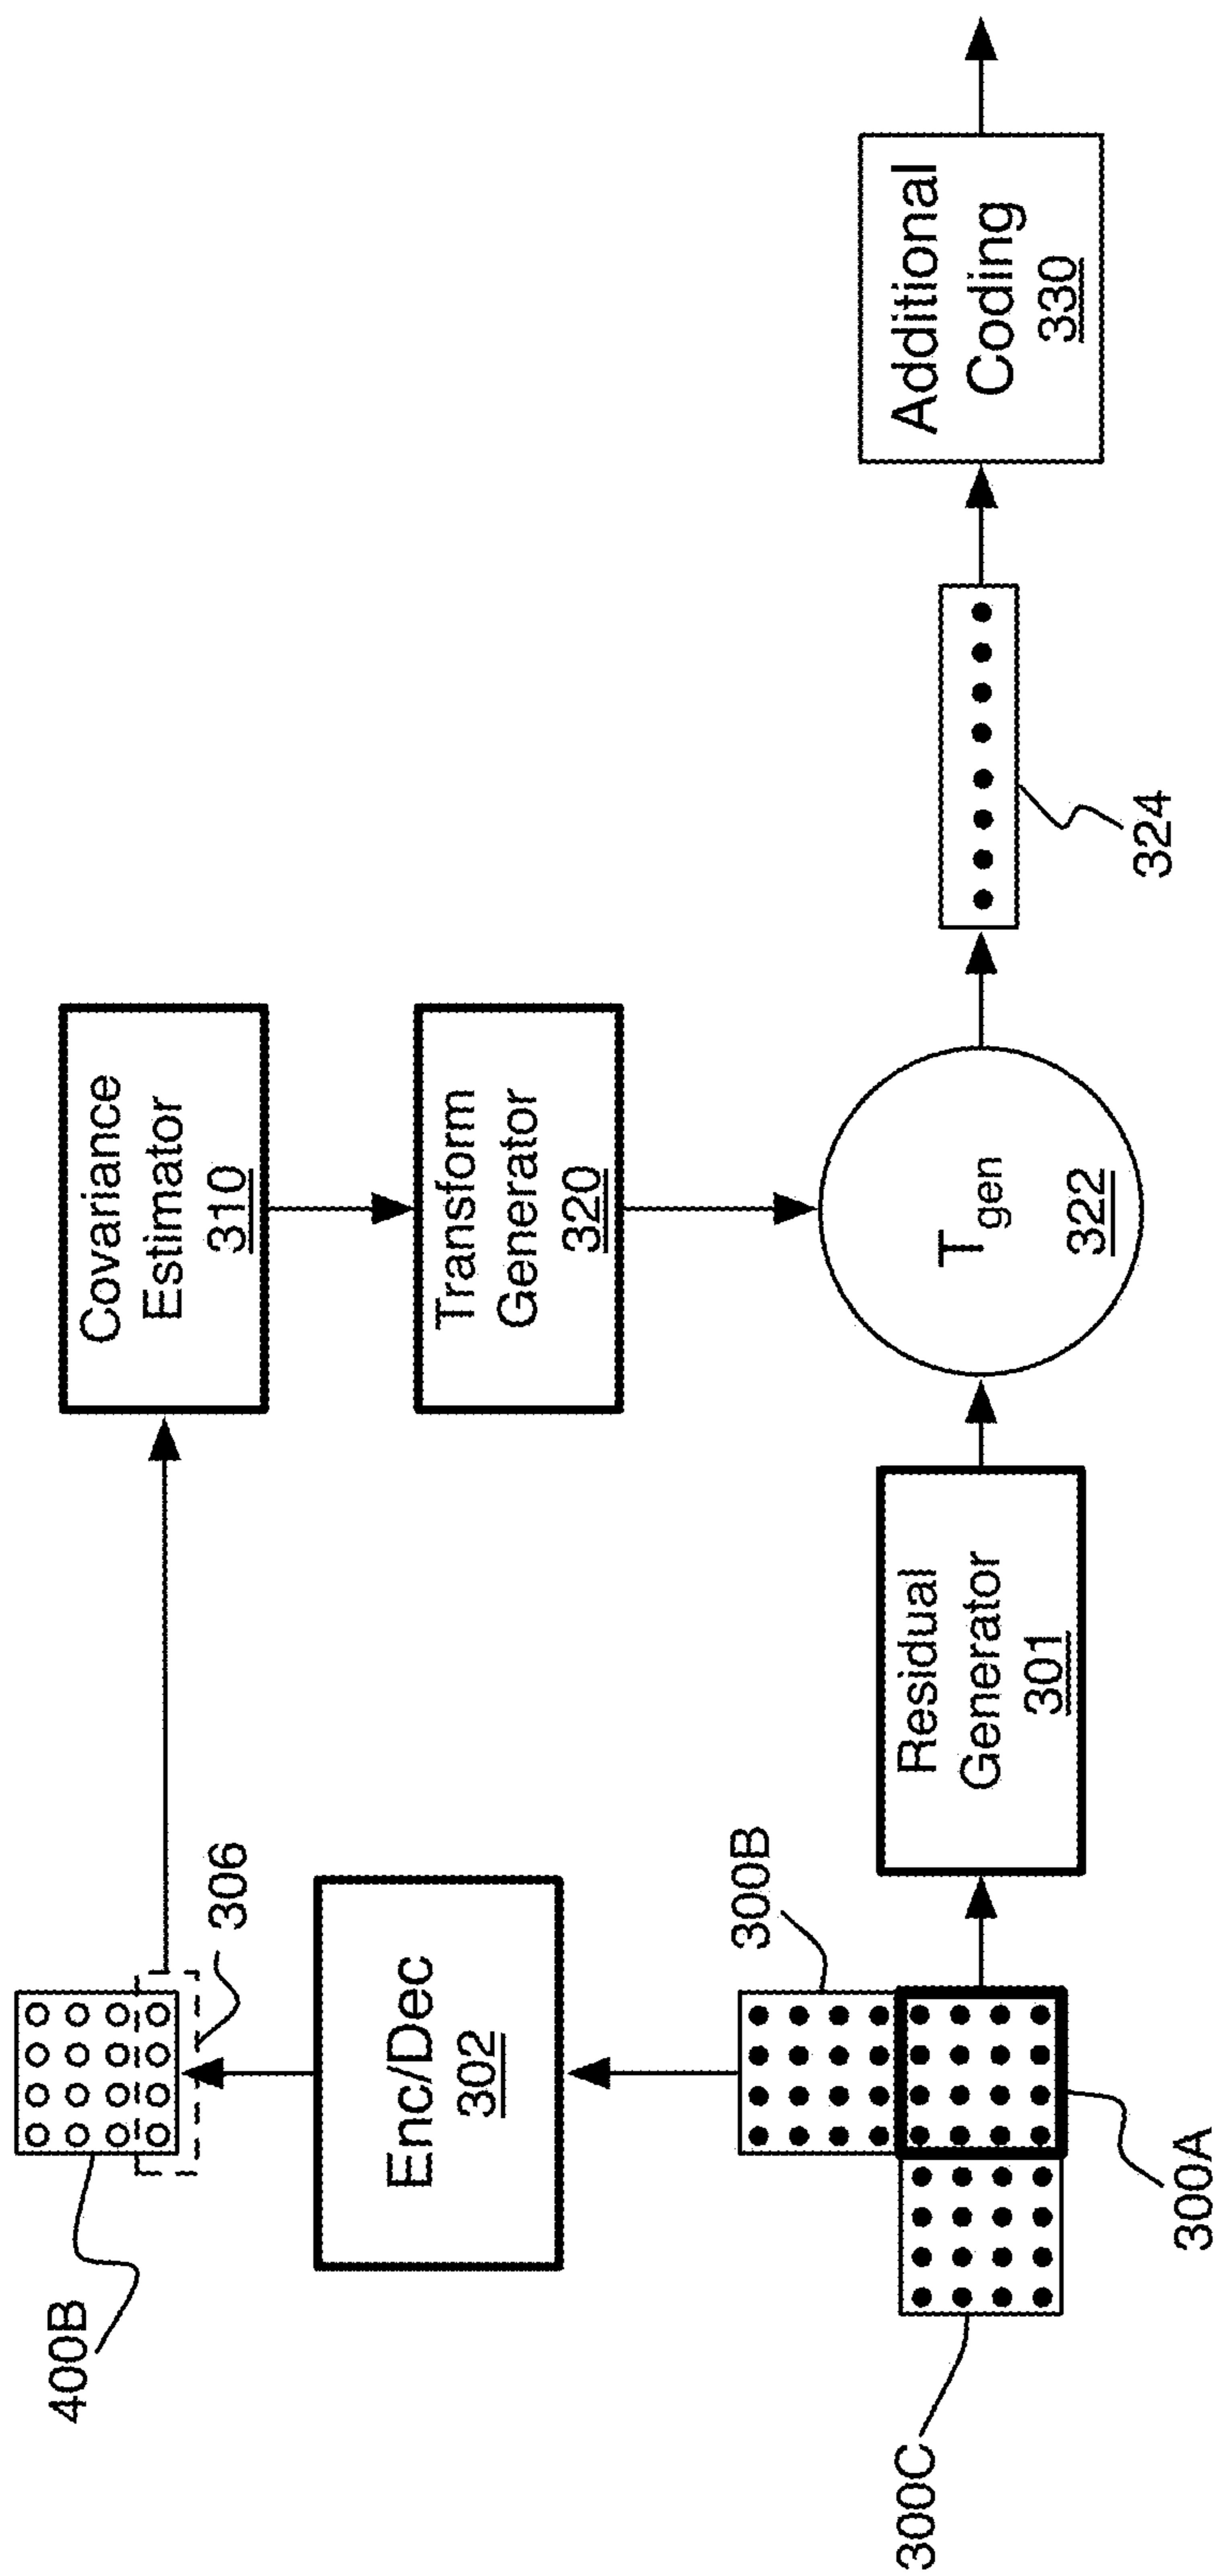 400B
306
Covariance
Estimator
310
Enc/Dec
302
Transform
Generator
320
300B
300C
300A
Residual
Generator
301
Tgen
322
324
Additional
Coding
330